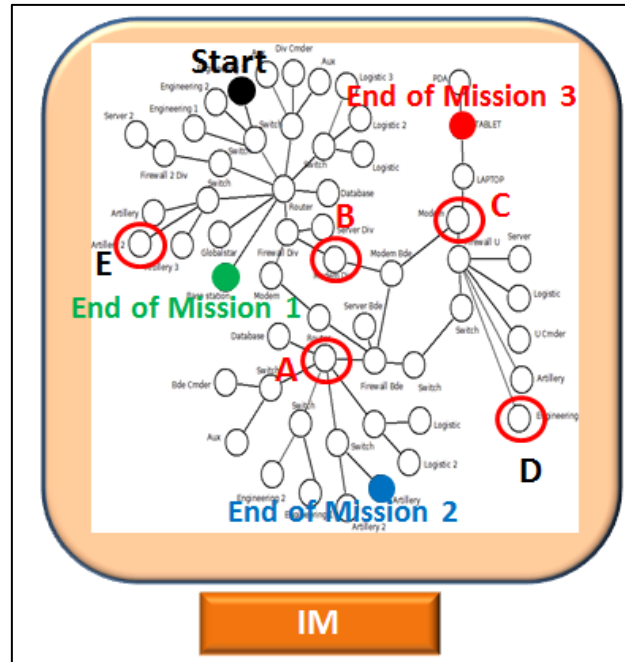 Div Cmder
Start
Aux
Logistic 3
PDA
Engineering 2
End of Mission 3
Engineering 1
Switch
TABLET
Server 2
Logistic 2
Switch
Switch
Firewall 2 Div
Logistic
LAPTOP
Switch
Database
B
C
Artillery
Router
Modem
Server Div
Artillery 2
Firewall Div
Firewall U
Server
E
Artillery 3
Globalstar
Modem Bde
Base station
Logistic
End of Mission 1
Modem
Server Bde
Switch
U Cmder
Database
Router
A
Switch
Firewall Bde
Switch
Artillery
Bde Cmder
Engineering
Switch
Logistic
Aux
Switch
D
Logistic 2
Engineering 2
Artillery
End of Mission 2
Artillery 2
IM